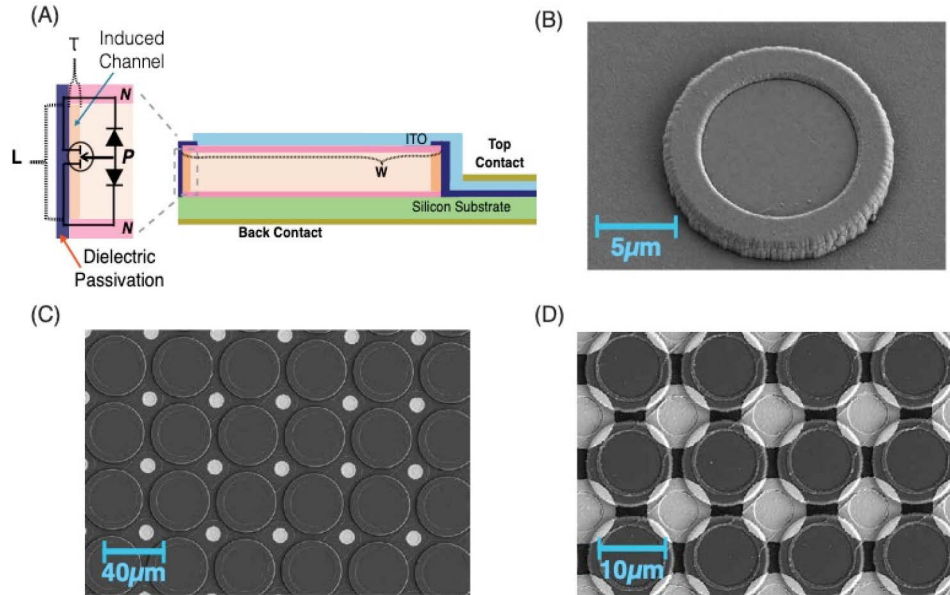 (A)
τ
Induced
Channel
N
L
P
N
Dielectric
Passivation
ITO
W
Top
Contact
Silicon Substrate
Back Contact
(B)
5μm
(C)
40μm
(D)
10μm